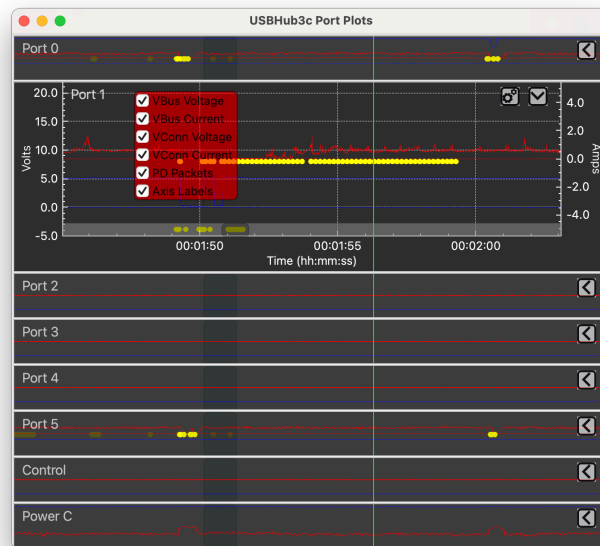 USBHub3c Port Plots
Port 0
Port 1
20.0
15.0
10.0
5.0
0.0
-5.0
Volts
VBus Voltage
VBus Current
VConn Voltage
VConn Current
PD Packets
Axis Labels
4.0
2.0
0.0
-2.0
-4.0
Amps
00:01:50 00:01:55 00:02:00
Time (hh:mm:ss)
Port 2
Port 3
Port 4
Port 5
Control
Power C